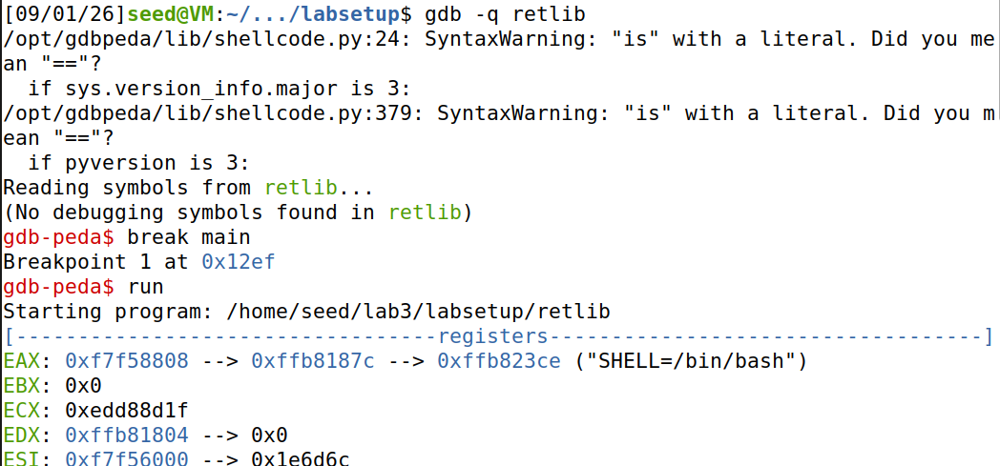 [09/01/26]seed@VM:~/.../labsetup$ gdb -q retlib
/opt/gdbpeda/lib/shellcode.py:24: SyntaxWarning: "is" with a literal. Did you me
an "=="?
  if sys.version_info.major is 3:
/opt/gdbpeda/lib/shellcode.py:379: SyntaxWarning: "is" with a literal. Did you m
ean "=="?
  if pyversion is 3:
Reading symbols from retlib...
(No debugging symbols found in retlib)
gdb-peda$ break main
Breakpoint 1 at 0x12ef
gdb-peda$ run
Starting program: /home/seed/lab3/labsetup/retlib
[----------------------------------registers-----------------------------------]
EAX: 0xf7f58808 --> 0xffb8187c --> 0xffb823ce ("SHELL=/bin/bash")
EBX: 0x0
ECX: 0xedd88d1f
EDX: 0xffb81804 --> 0x0
ESI: 0xf7f56000 --> 0x1e6d6c